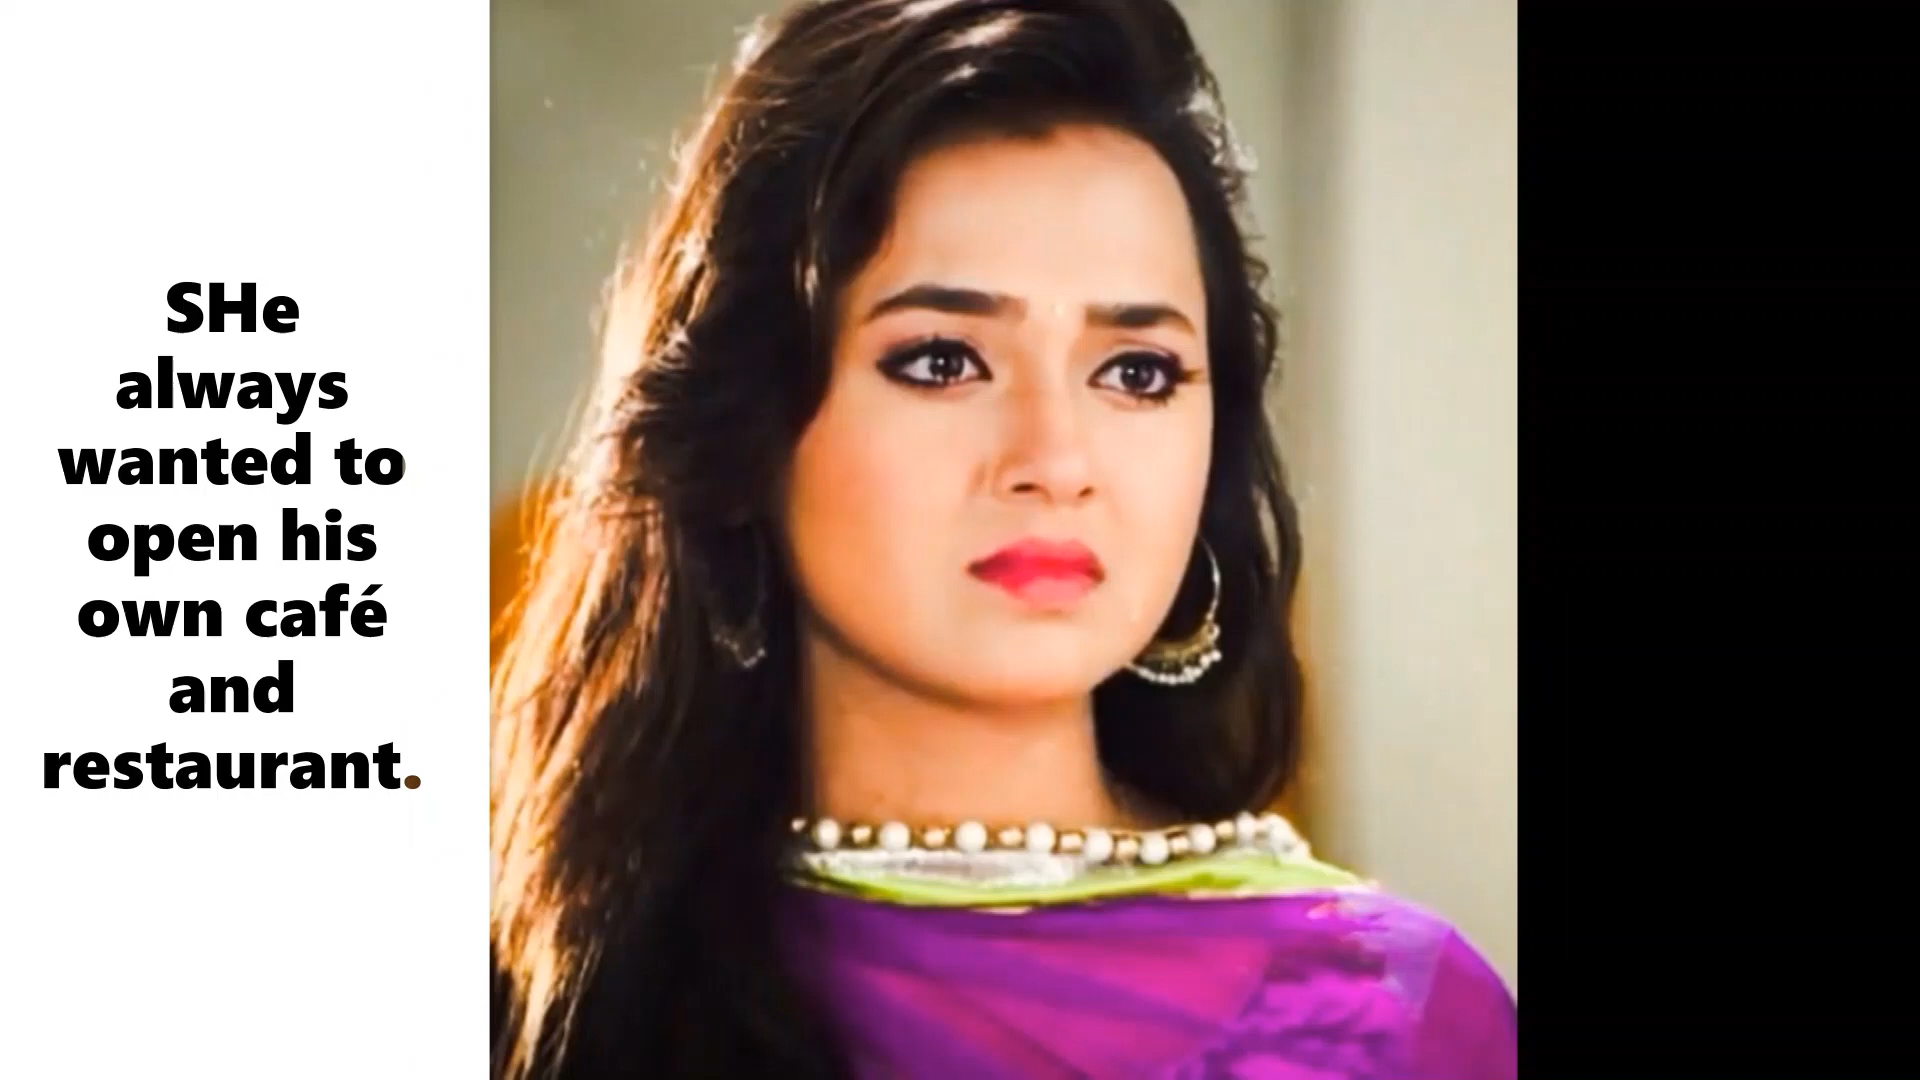 SHe
always
wanted to
open his
own café
and
restaurant.